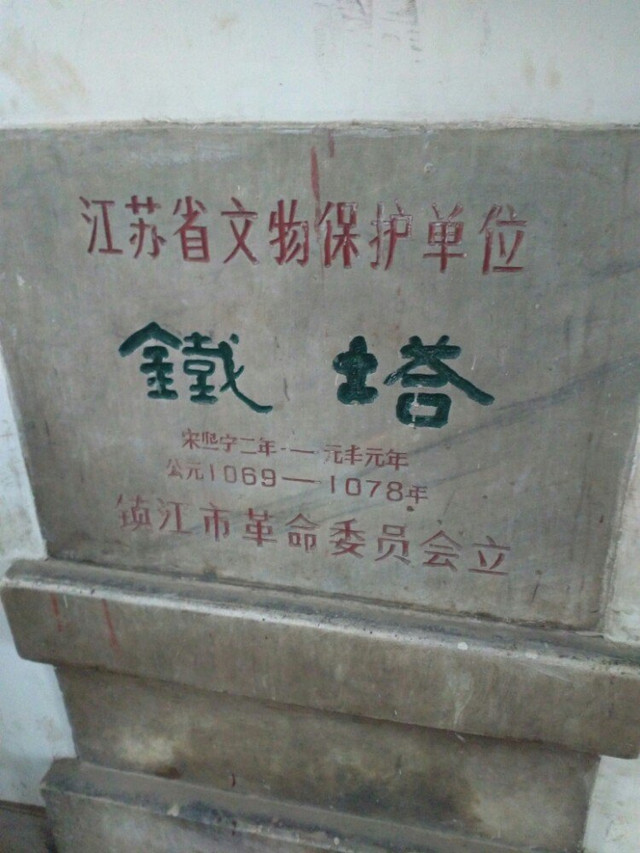 江苏省文物保护单位
鐵塔
宋熙宁二年——元丰元年
公元1069—1078年
镇江市革命委员会立